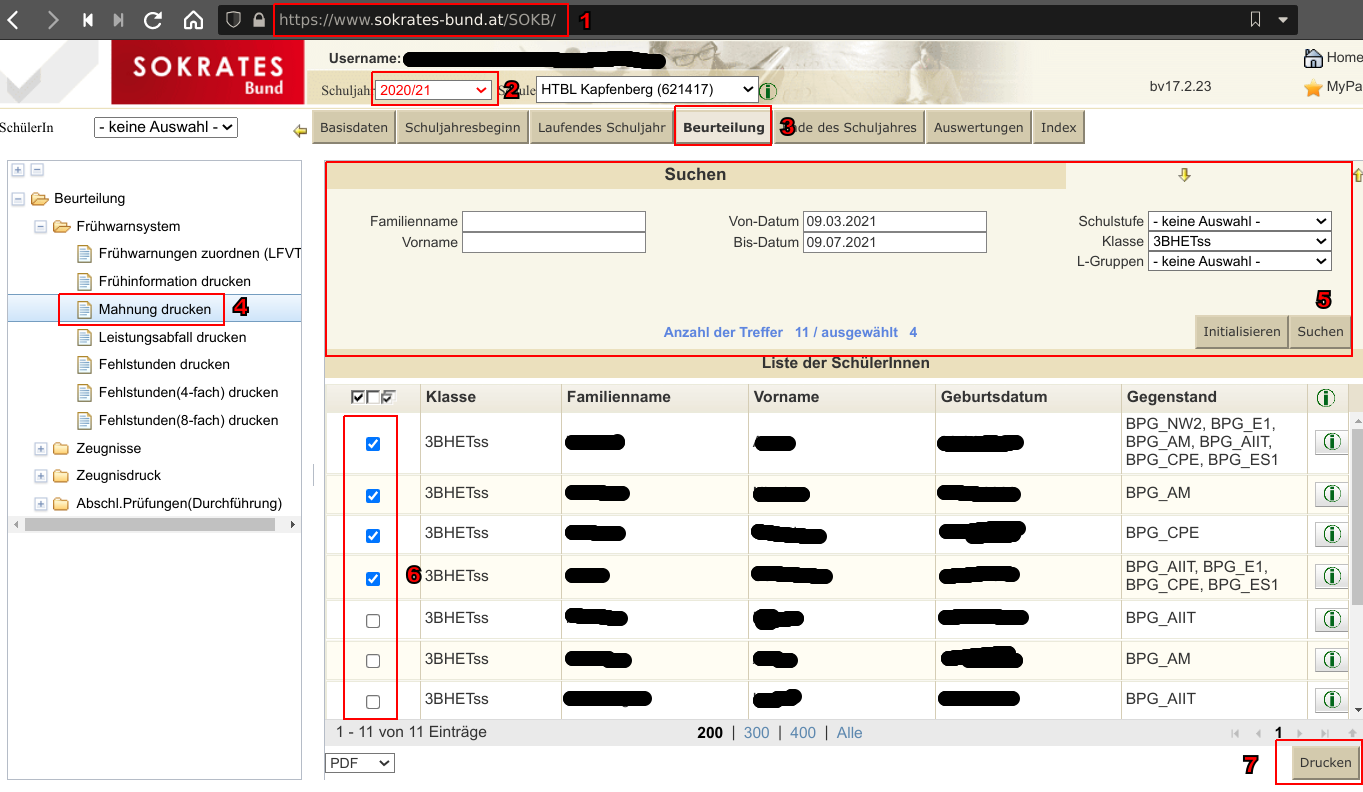 https://www.sokrates-bund.at/SOKB/ 1
SOKRATES
Bund
Username:
Schuljahr 2020/21 2 HTBL Kapfenberg (621417)
bv17.2.23
Home
MyPa
SchülerIn - keine Auswahl -
Basisdaten Schuljahresbeginn Laufendes Schuljahr Beurteilung 3 de des Schuljahres Auswertungen Index
Beurteilung
Frühwarnsystem
Frühwarnungen zuordnen (LFVT
Frühinformation drucken
Mahnung drucken 4
Leistungsabfall drucken
Fehlstunden drucken
Fehlstunden(4-fach) drucken
Fehlstunden(8-fach) drucken
Zeugnisse
Zeugnisdruck
Abschl.Prüfungen(Durchführung)
Suchen
Familienname Von-Datum 09.03.2021 Schulstufe - keine Auswahl -
Vorname Bis-Datum 09.07.2021 Klasse 3BHETss
L-Gruppen - keine Auswahl -
5
Anzahl der Treffer 11 / ausgewählt 4 Initialisieren Suchen
Liste der SchülerInnen
Klasse Familienname Vorname Geburtsdatum Gegenstand
3BHETss BPG_NW2, BPG_E1,
BPG_AM, BPG_AIIT,
BPG_CPE, BPG_ES1
3BHETss BPG_AM
3BHETss BPG_CPE
6 3BHETss BPG_AIIT, BPG_E1,
BPG_CPE, BPG_ES1
3BHETss BPG_AIIT
3BHETss BPG_AM
3BHETss BPG_AIIT
1 - 11 von 11 Einträge 200 | 300 | 400 | Alle 1
PDF 7 Drucken